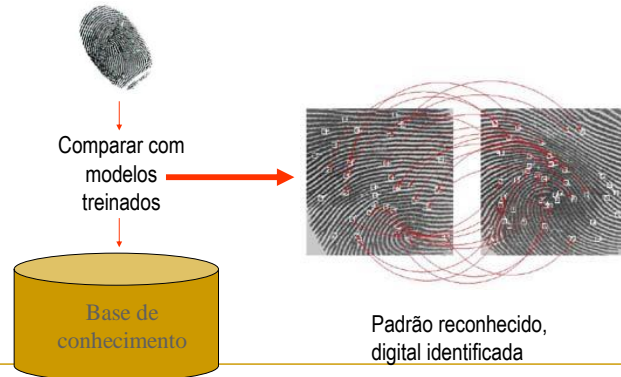 Comparar com
modelos
treinados
Base de
conhecimento
Padrão reconhecido,
digital identificada